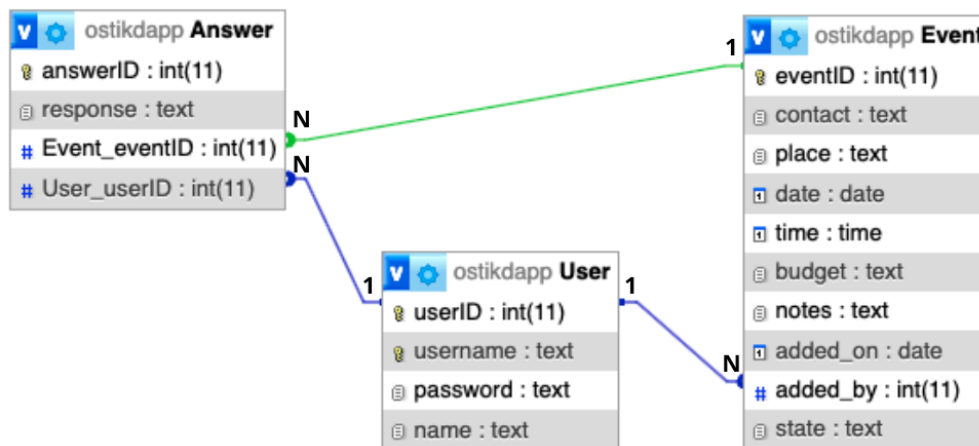 v ostikdapp Answer
answerID : int(11)
response : text
# Event_eventID : int(11)
# User_userID : int(11)
N
N
1
1
v ostikdapp Event
eventID : int(11)
contact : text
place : text
date : date
time : time
budget : text
notes : text
added_on : date
# added_by : int(11)
state : text
v ostikdapp User
userID : int(11)
username : text
password : text
name : text
1
N